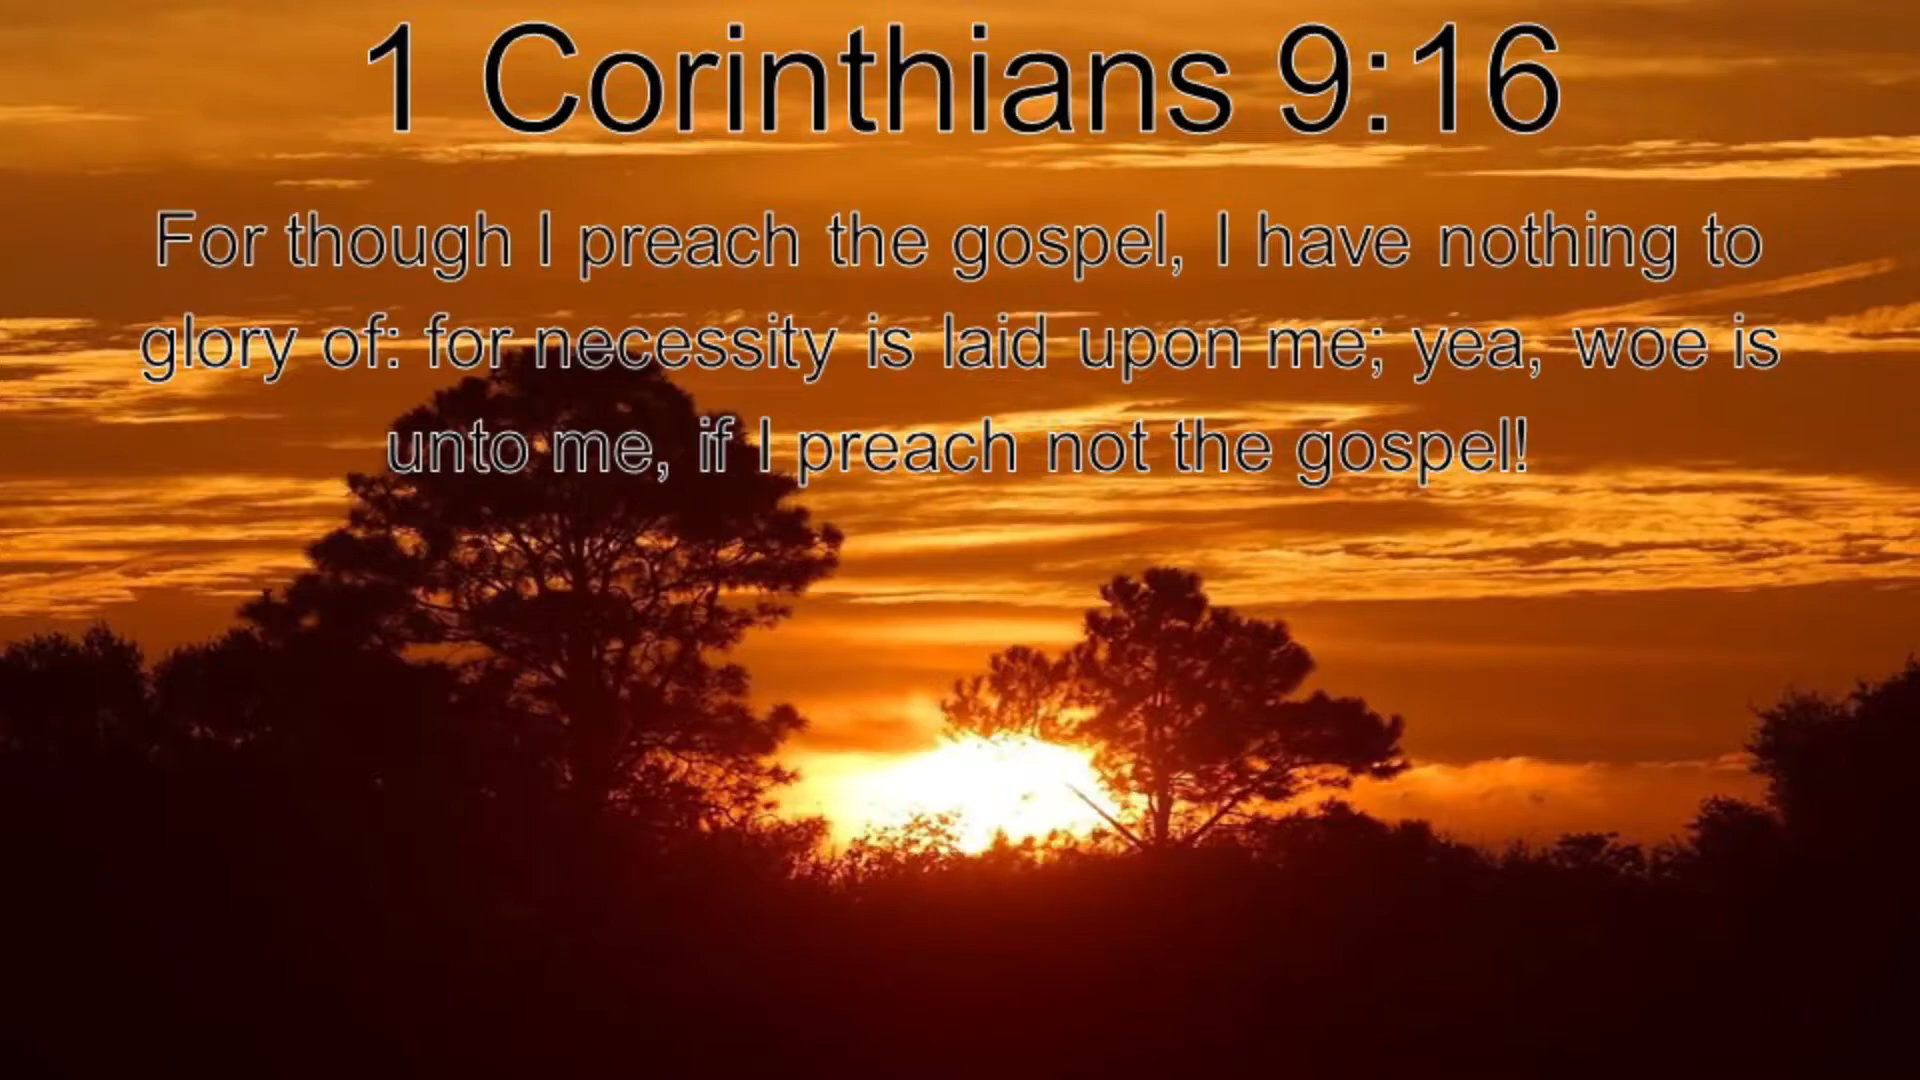 1 Corinthians 9:16
For though I preach the gospel, I have nothing to
glory of: for necessity is laid upon me; yea, woe is
unto me, if I preach not the gospel!